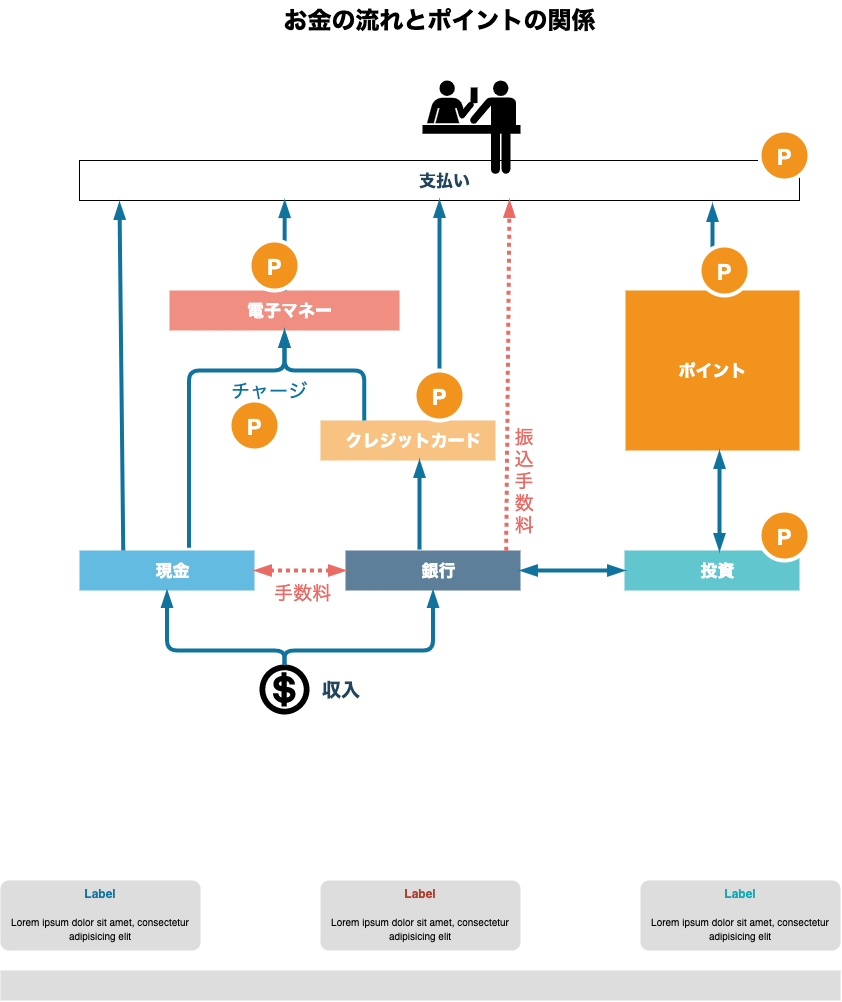 お金の流れとポイントの関係
P
支払い
P
P
電子マネー
ポイント
チャージ
P
P
クレジットカード
振込手数料
P
現金
銀行
投資
手数料
$
収入
Label
Lorem ipsum dolor sit amet, consectetur
adipisicing elit
Label
Lorem ipsum dolor sit amet, consectetur
adipisicing elit
Label
Lorem ipsum dolor sit amet, consectetur
adipisicing elit